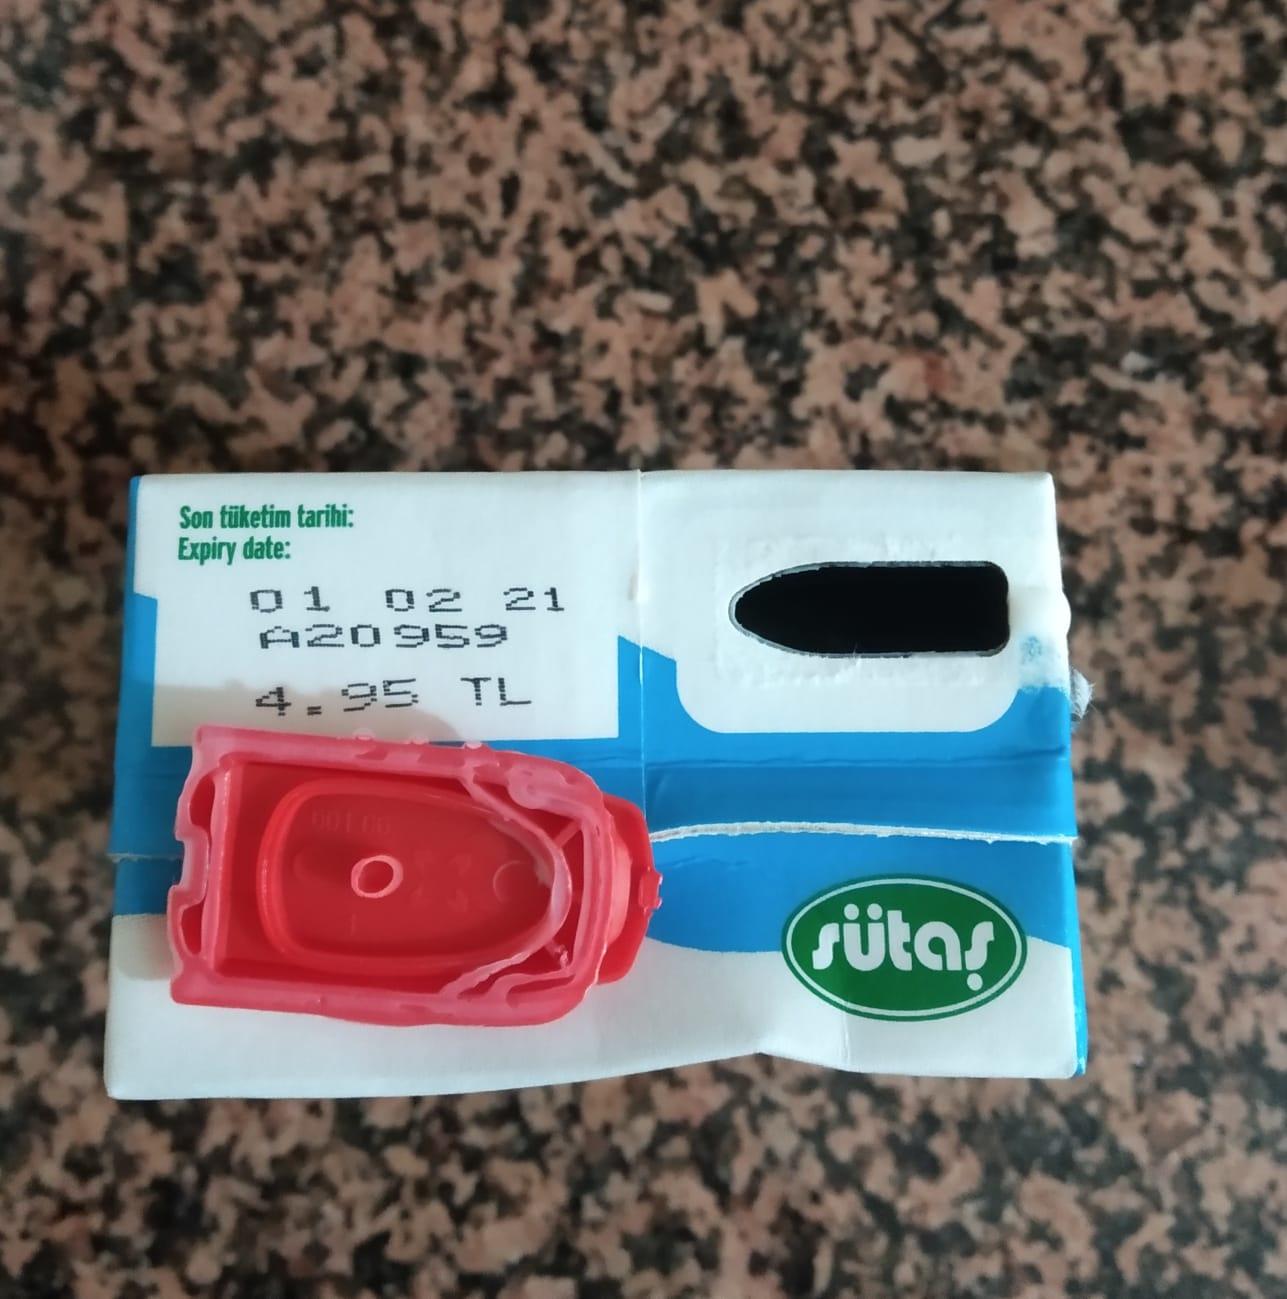 Son tüketim tarihi:
Expiry date:
01 02 21
A20959
4.95 TL
sütaş